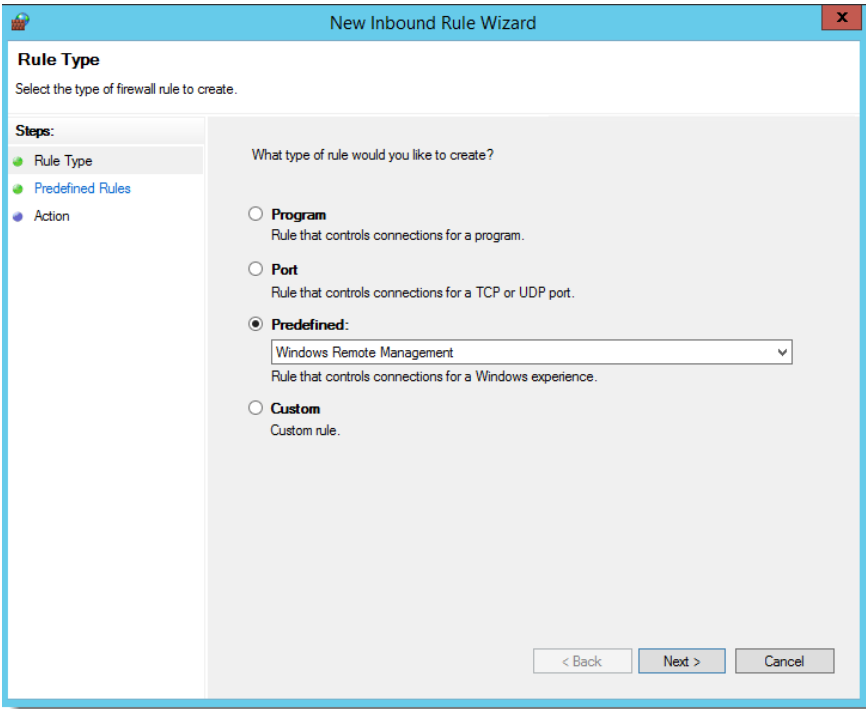 New Inbound Rule Wizard
x
Rule Type
Select the type of firewall rule to create.
Steps:
Rule Type
Predefined Rules
Action
What type of rule would you like to create?
Program
Rule that controls connections for a program.
Port
Rule that controls connections for a TCP or UDP port.
Predefined:
Windows Remote Management
Rule that controls connections for a Windows experience.
Custom
Custom rule.
< Back
Next >
Cancel